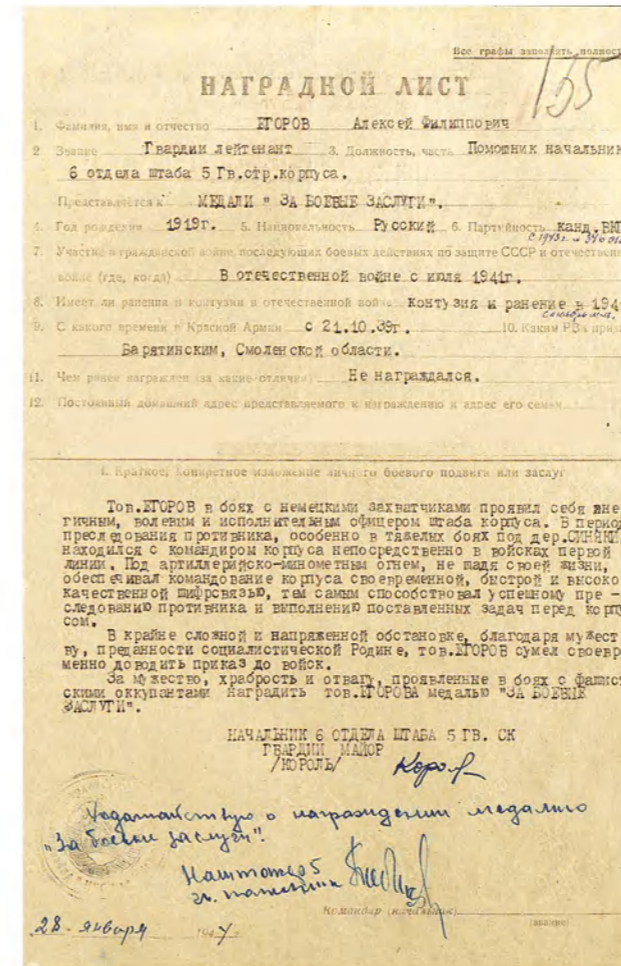 Все графы заполнять полност
155
НАГРАДНОЙ ЛИСТ
1. Фамилия, имя и отчество ЕГОРОВ Алексей Филиппович
2. Звание Гвардии лейтенант 3. Должность, часть Помощник начальник
6 отдела штаба 5 Гв.стр.корпуса.
Представляется к МЕДАЛИ " ЗА БОЕВЫЕ ЗАСЛУГИ".
4. Год рождения 1919г. 5. Национальность Русский 6. Партийность канд.ВКП
с 1943г.
7. Участие в гражданской войне, последующих боевых действиях по защите СССР и отечествен
войне (где, когда) В отечественной войне с июля 1941г.
8. Имеет ли ранения и контузии в отечественной войне Контузия и ранение в 194
9. С какого времени в Красной Армии с 21.10.39г. 10. Каким РВК приз
Барятинским, Смоленской области.
11. Чем ранее награжден (за какие отличия) Не награждался.
12. Постоянный домашний адрес представляемого к награждению и адрес его семьи
I. Краткое, конкретное изложение личного боевого подвига или заслуг
Тов.ЕГОРОВ в боях с немецкими захватчиками проявил себя эне
гичным, волевым и исполнительным офицером штаба корпуса. В период
преследования противника, особенно в тяжелых боях под дер.СИНЯКИ
находился с командиром корпуса непосредственно в войсках первой
линии. Под артиллерийско-минометным огнем, не щадя своей жизни,
обеспечивал командование корпуса своевременной, быстрой и высоко
качественной шифрсвязью, тем самым способствовал успешному пре -
следованию противника и выполнению поставленных задач перед корпу
сом.
В крайне сложной и напряженной обстановке, благодаря мужест
ву, преданности социалистической Родине, тов.ЕГОРОВ сумел своевр
менно доводить приказ до войск.
За мужество, храбрость и отвагу, проявленные в боях с фашист
скими оккупантами наградить тов.ЕГОРОВА медалью "ЗА БОЕВЫЕ
ЗАСЛУГИ".
НАЧАЛЬНИК 6 ОТДЕЛА ШТАБА 5 ГВ. СК
ГВАРДИИ МАЙОР
/КОРОЛЬ/
Ходатайствую о награждении медалью
„За боевые заслуги".
28 января 194
Командир (начальник)
(звание)